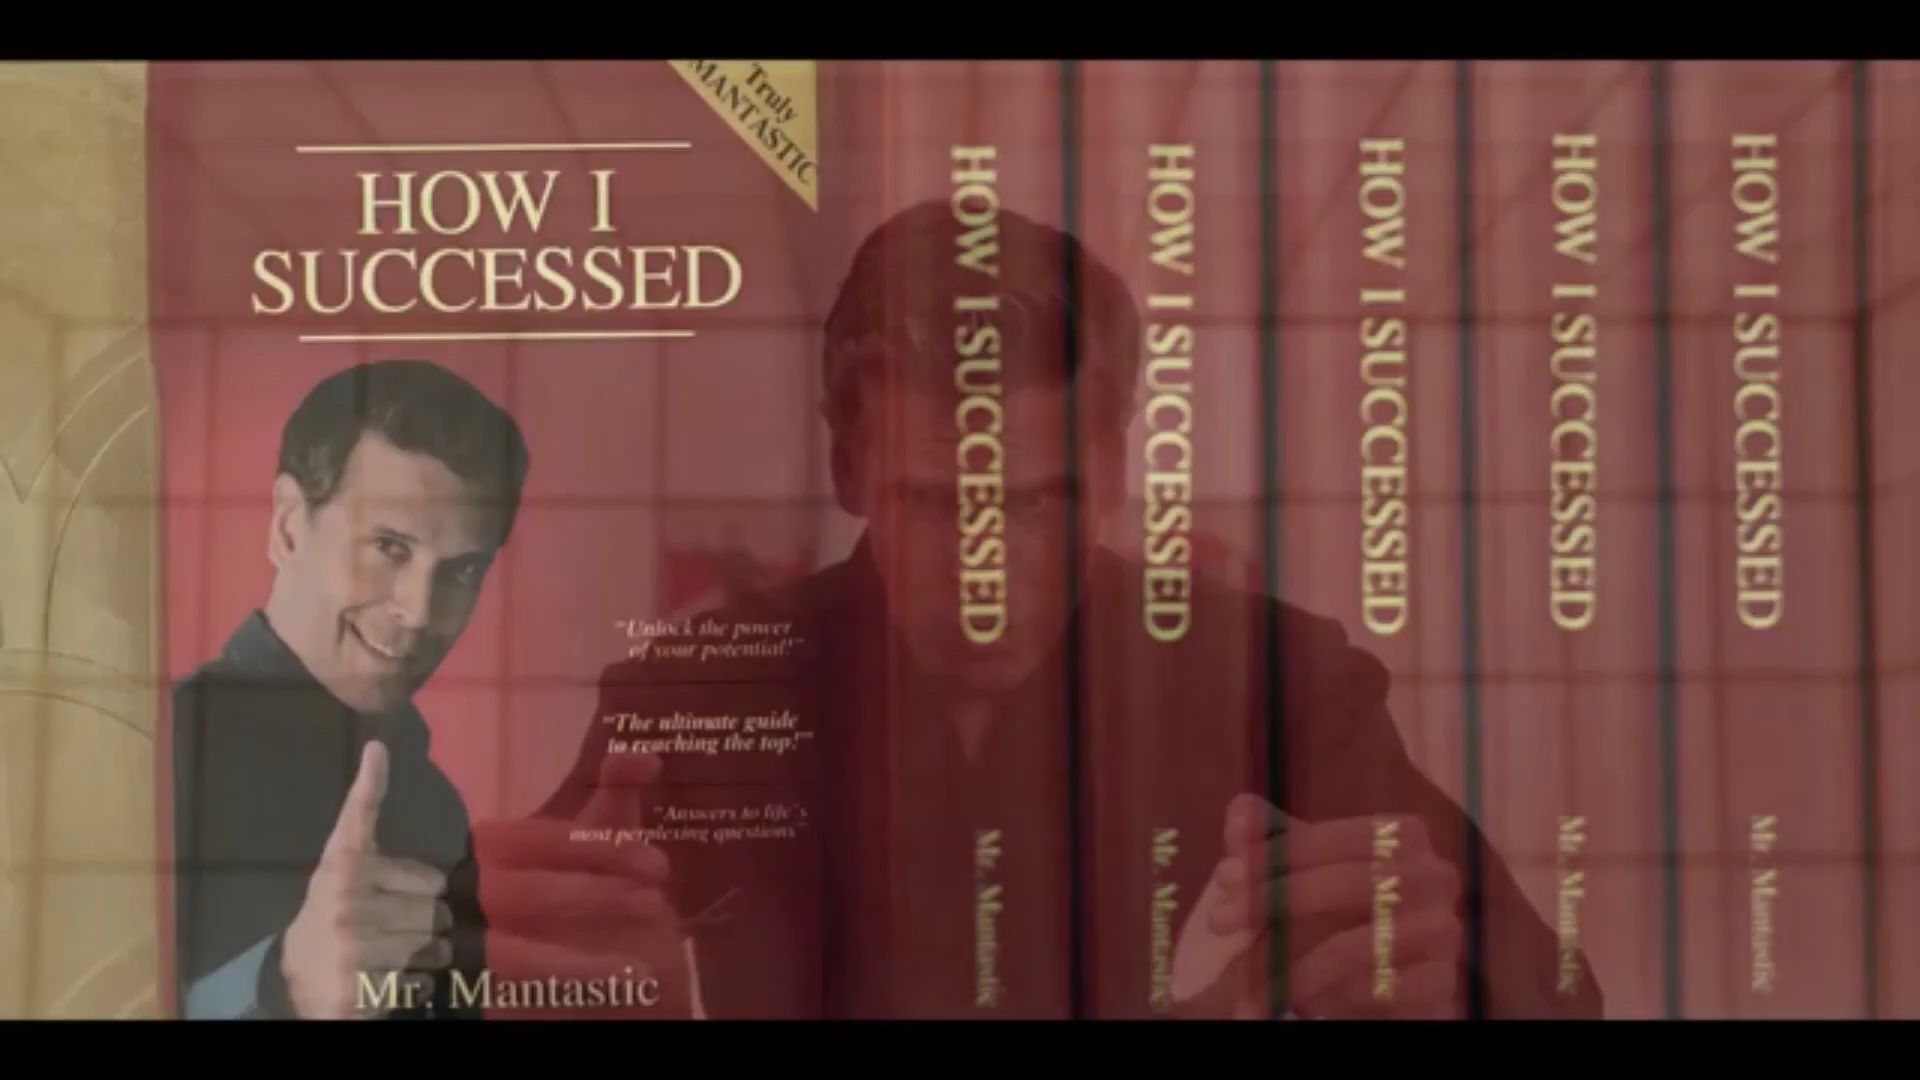 Truly
MANTASTIC
HOW I
SUCCESSED
"Unlock the power
of your potential!"
"The ultimate guide
to reaching the top!"
"Answers to life's
most perplexing questions"
Mr. Mantastic
HOW I SUCCESSED
Mr. Mantastic
HOW I SUCCESSED
Mr. Mantastic
HOW I SUCCESSED
Mr. Mantastic
HOW I SUCCESSED
Mr. Mantastic
HOW I SUCCESSED
Mr. Mantastic